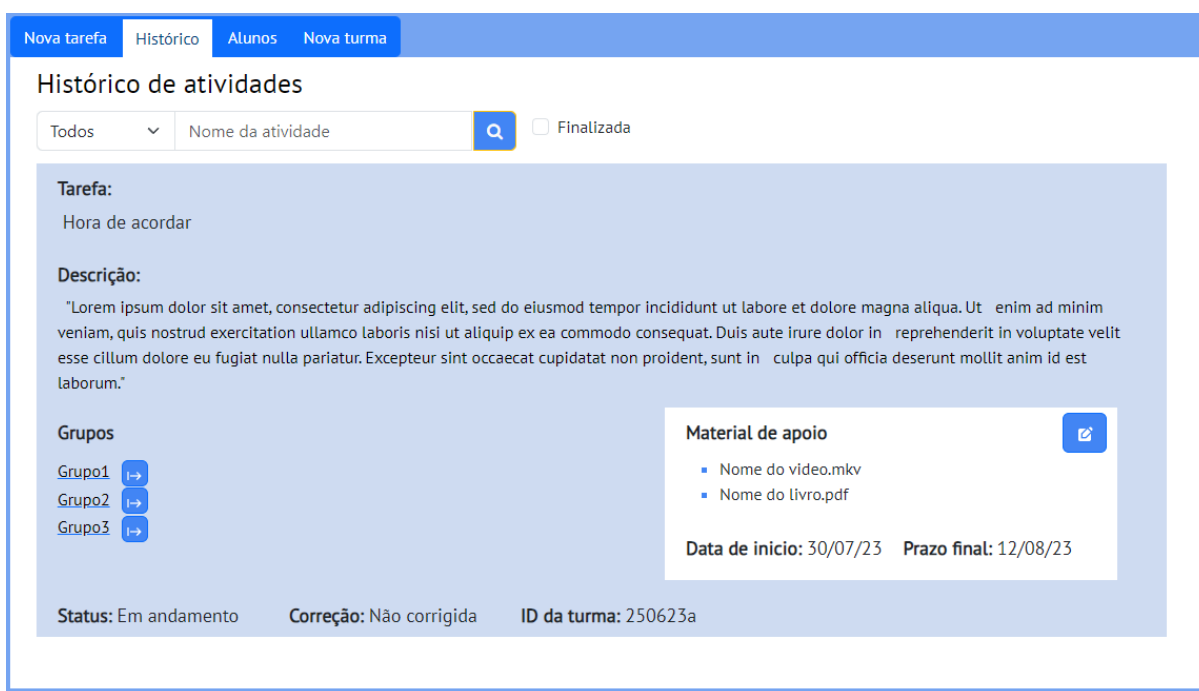 Nova tarefa Histórico Alunos Nova turma
Histórico de atividades
Todos Nome da atividade Finalizada
Tarefa:
Hora de acordar
Descrição:
"Lorem ipsum dolor sit amet, consectetur adipiscing elit, sed do eiusmod tempor incididunt ut labore et dolore magna aliqua. Ut enim ad minim
veniam, quis nostrud exercitation ullamco laboris nisi ut aliquip ex ea commodo consequat. Duis aute irure dolor in reprehenderit in voluptate velit
esse cillum dolore eu fugiat nulla pariatur. Excepteur sint occaecat cupidatat non proident, sunt in culpa qui officia deserunt mollit anim id est
laborum."
Grupos
Grupo1
Grupo2
Grupo3
Material de apoio
Nome do video.mkv
Nome do livro.pdf
Data de inicio: 30/07/23 Prazo final: 12/08/23
Status: Em andamento Correção: Não corrigida ID da turma: 250623a